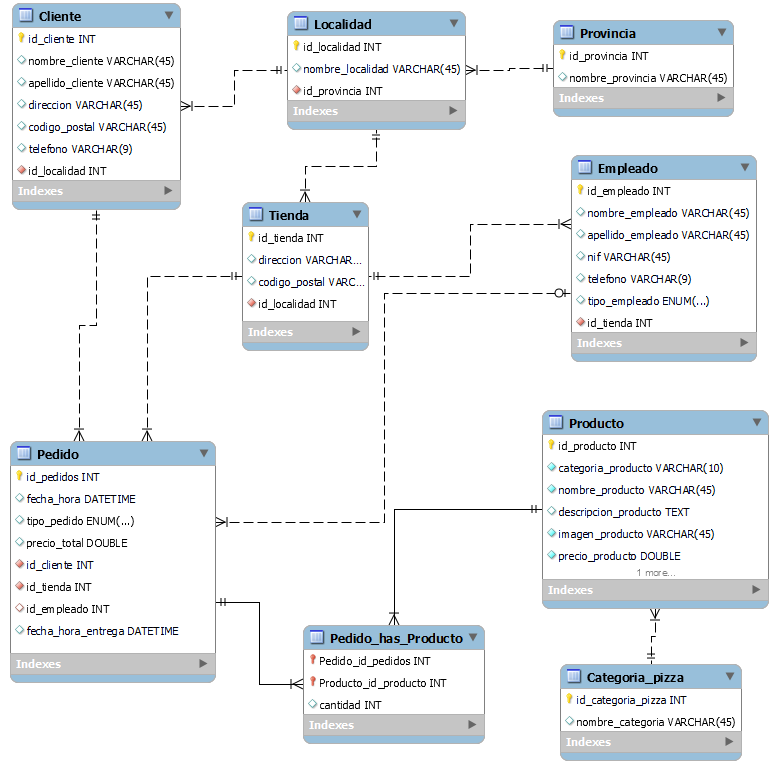 Cliente
id_cliente INT
nombre_cliente VARCHAR(45)
apellido_cliente VARCHAR(45)
direccion VARCHAR(45)
codigo_postal VARCHAR(45)
telefono VARCHAR(9)
id_localidad INT
Indexes
Localidad
id_localidad INT
nombre_localidad VARCHAR(45)
id_provincia INT
Indexes
Provincia
id_provincia INT
nombre_provincia VARCHAR(45)
Indexes
Tienda
id_tienda INT
direccion VARCHAR...
codigo_postal VARC...
id_localidad INT
Indexes
Empleado
id_empleado INT
nombre_empleado VARCHAR(45)
apellido_empleado VARCHAR(45)
nif VARCHAR(45)
telefono VARCHAR(9)
tipo_empleado ENUM(...)
id_tienda INT
Indexes
Pedido
id_pedidos INT
fecha_hora DATETIME
tipo_pedido ENUM(...)
precio_total DOUBLE
id_cliente INT
id_tienda INT
id_empleado INT
fecha_hora_entrega DATETIME
Indexes
Producto
id_producto INT
categoria_producto VARCHAR(10)
nombre_producto VARCHAR(45)
descripcion_producto TEXT
imagen_producto VARCHAR(45)
precio_producto DOUBLE
1 more...
Indexes
Pedido_has_Producto
Pedido_id_pedidos INT
Producto_id_producto INT
cantidad INT
Indexes
Categoria_pizza
id_categoria_pizza INT
nombre_categoria VARCHAR(45)
Indexes